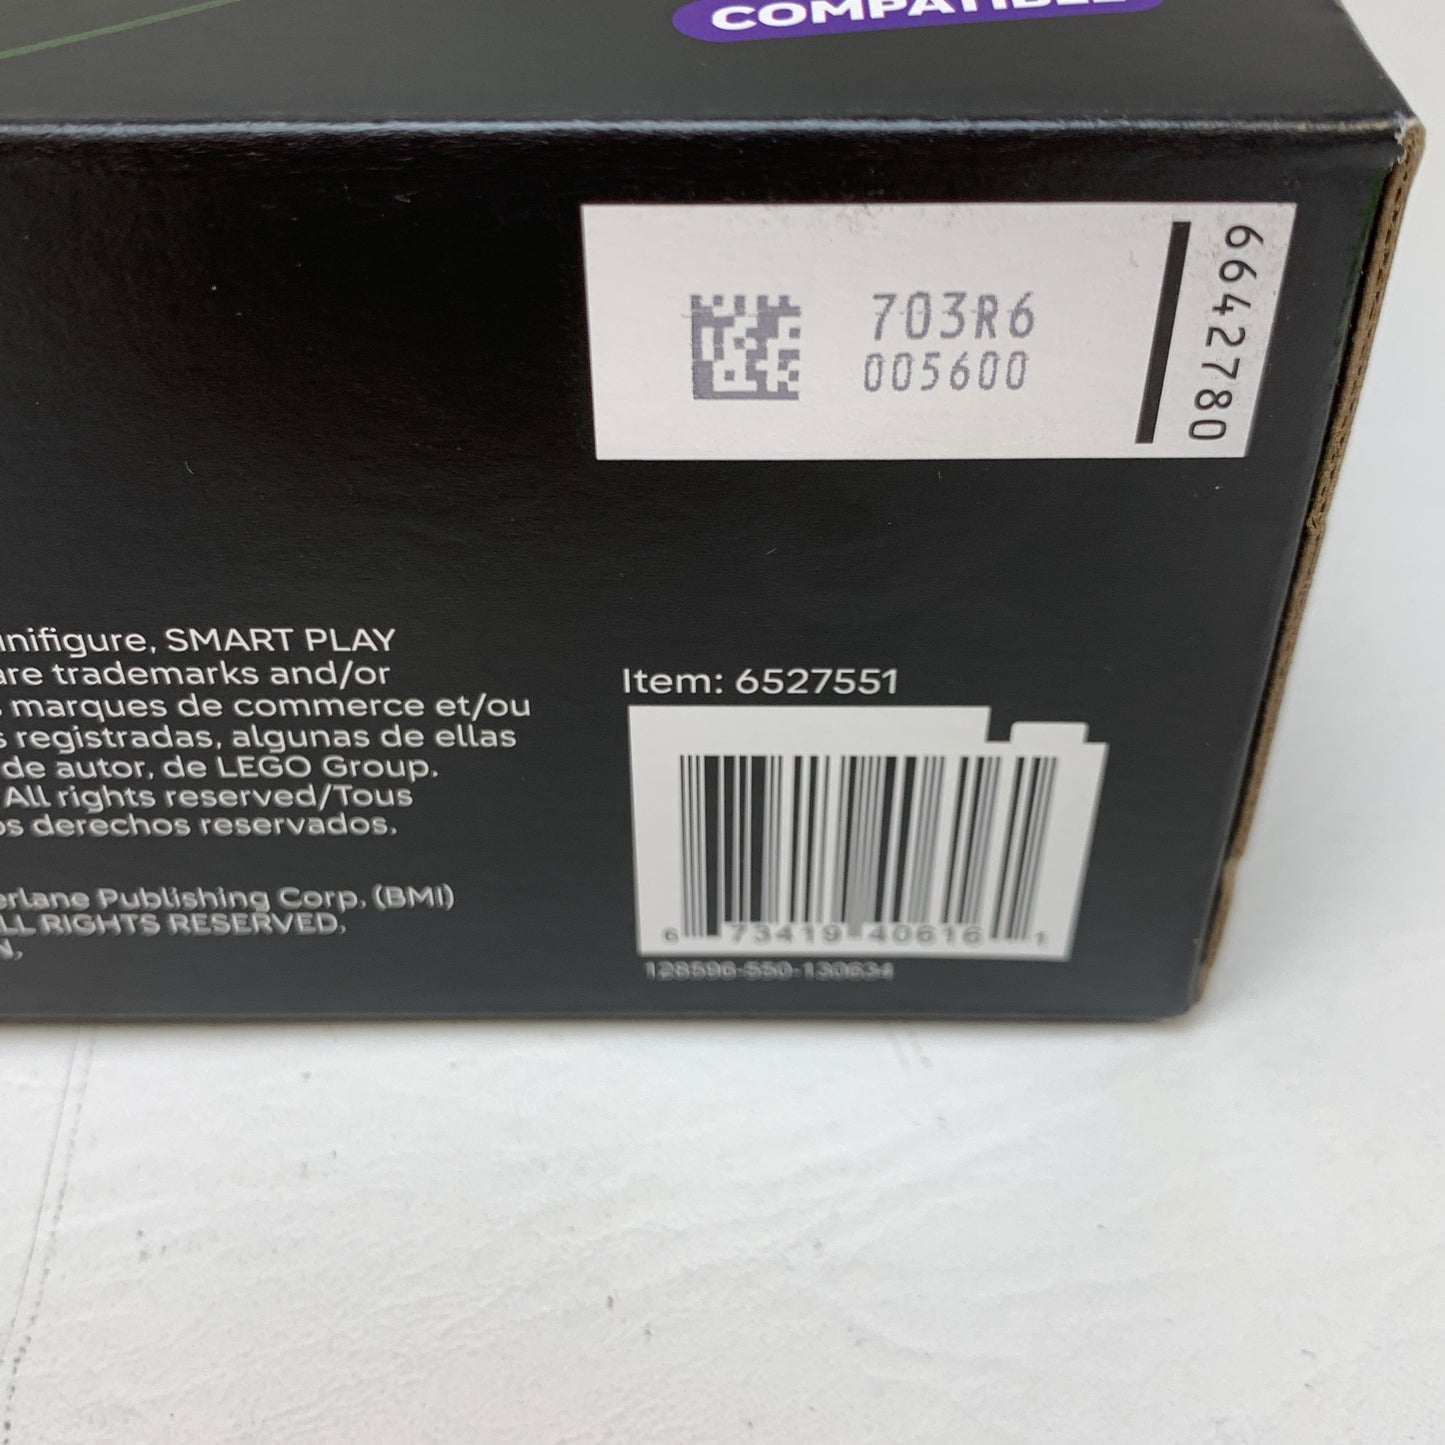 COMPATIBLE
703R6
005600
6642780
inifigure, SMART PLAY
are trademarks and/or
s marques de commerce et/ou
s registradas, algunas de ellas
de autor, de LEGO Group.
All rights reserved/Tous
os derechos reservados.
erlane Publishing Corp. (BMI)
LL RIGHTS RESERVED.
N.
Item: 6527551
6 73419 40616 1
128596-550-130634